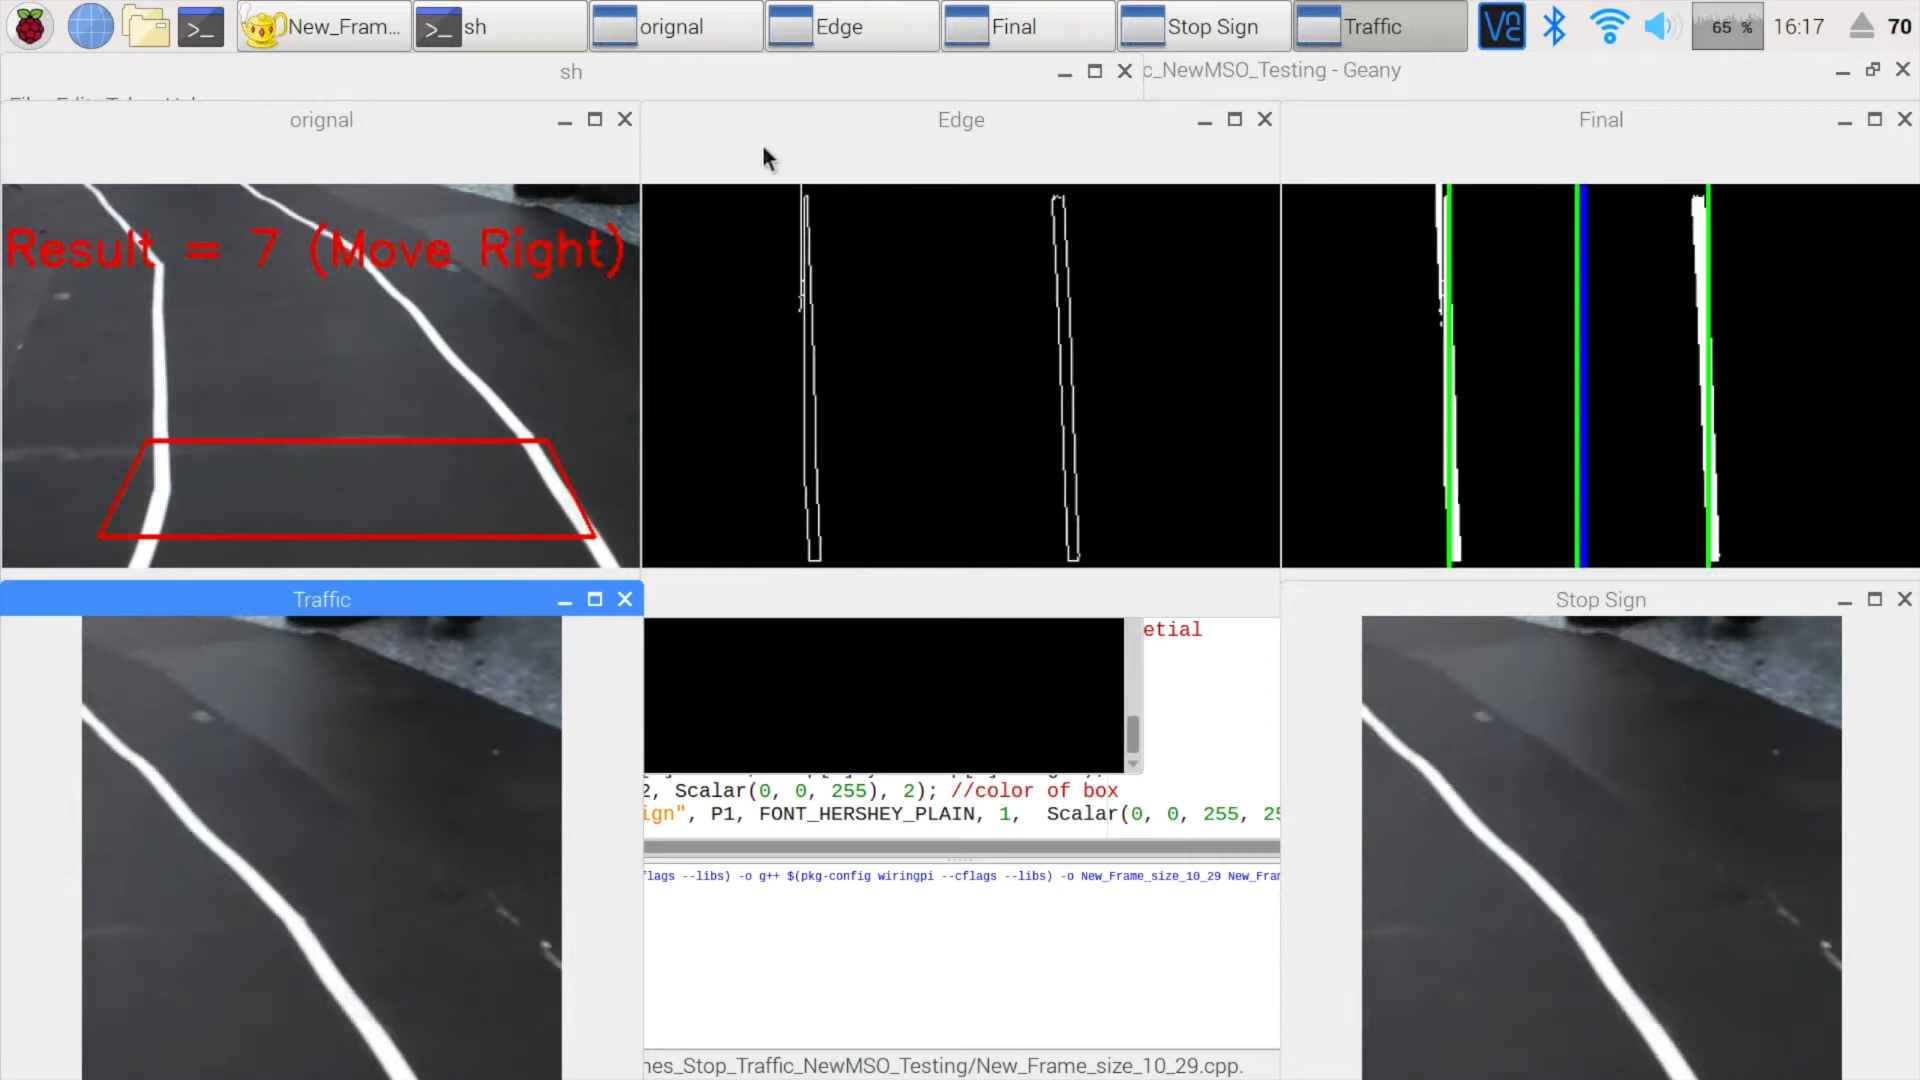 New_Fram...
sh
orignal
Edge
Final
Stop Sign
Traffic
65 %
16:17
70
sh
c_NewMSO_Testing - Geany
orignal
Edge
Final
Result = 7 (Move Right)
Traffic
Stop Sign
etial
2, Scalar(0, 0, 255), 2); //color of box
ign", P1, FONT_HERSHEY_PLAIN, 1,  Scalar(0, 0, 255, 25
flags --libs) -o g++ $(pkg-config wiringpi --cflags --libs) -o New_Frame_size_10_29 New_Fran
nes_Stop_Traffic_NewMSO_Testing/New_Frame_size_10_29.cpp.